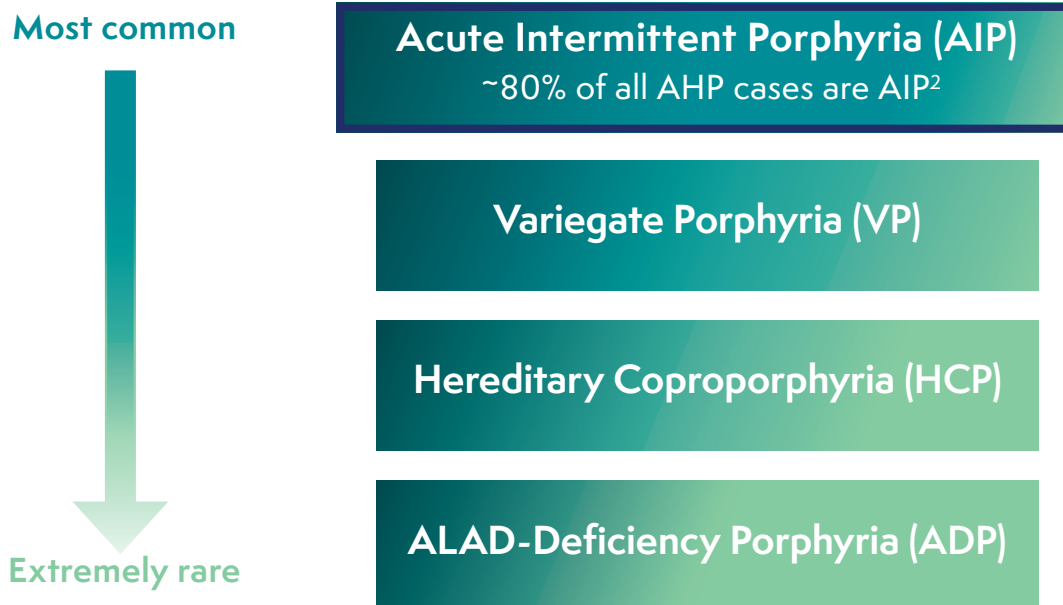 Most common
Acute Intermittent Porphyria (AIP)
~80% of all AHP cases are AIP²
Variegate Porphyria (VP)
Hereditary Coproporphyria (HCP)
ALAD-Deficiency Porphyria (ADP)
Extremely rare